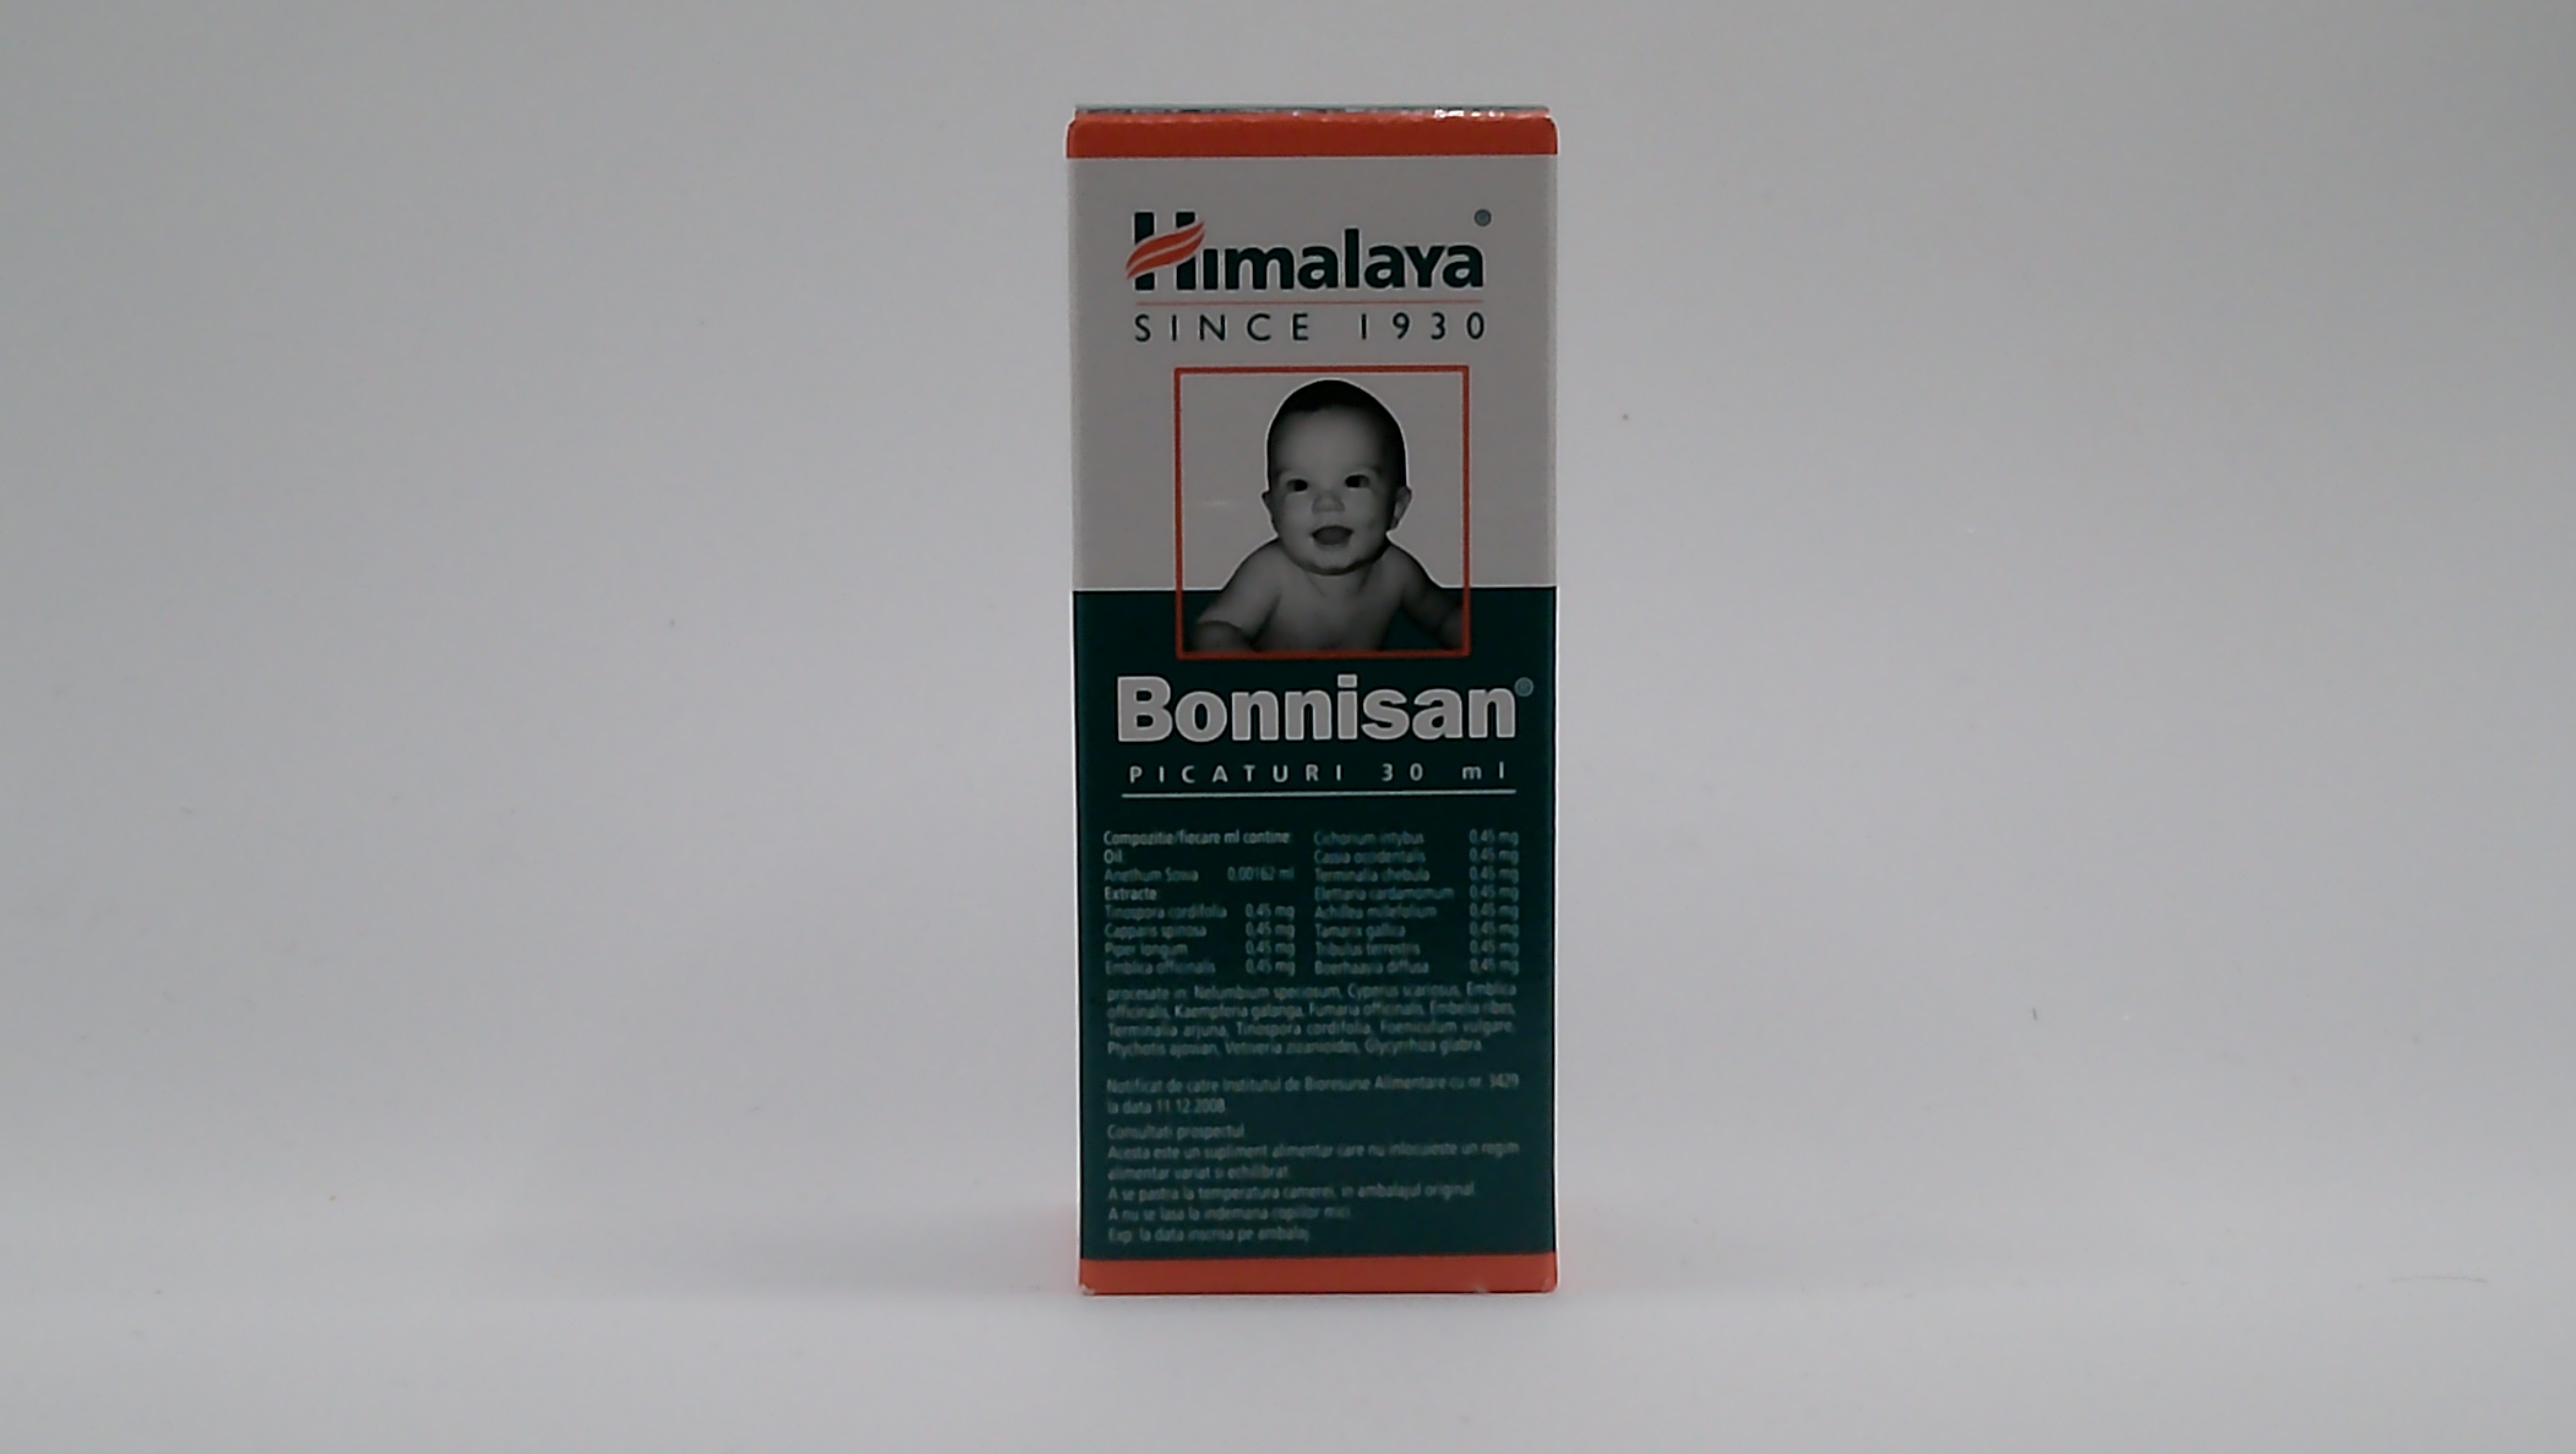 Himalaya®
SINCE 1930
Bonnisan®
PICATURI 30 ml
Compozitie/fiecare ml contine
Oil
Anethum Sowa 0,00162 ml
Extracte
Tinospora cordifolia 0,45 mg
Capparis spinosa 0,45 mg
Piper longum 0,45 mg
Emblica officinalis 0,45 mg
Cichorium intybus 0,45 mg
Cassia occidentalis 0,45 mg
Terminalia chebula 0,45 mg
Elettaria cardamomum 0,45 mg
Achillea millefolium 0,45 mg
Tamarix gallica 0,45 mg
Tribulus terrestris 0,45 mg
Boerhaavia diffusa 0,45 mg
procesate in: Nelumbium speciosum, Cyperus scariosus, Emblica
officinalis, Kaempferia galanga, Fumaria officinalis, Embelia ribes,
Terminalia arjuna, Tinospora cordifolia, Foeniculum vulgare,
Ptychotis ajowan, Vetiveria zizanioides, Glycyrrhiza glabra.
Notificat de catre Institutul de Bioresurse Alimentare cu nr. 3429
la data 11.12.2008.
Consultati prospectul
Acesta este un supliment alimentar care nu inlocuieste un regim
alimentar variat si echilibrat.
A se pastra la temperatura camerei, in ambalajul original.
A nu se lasa la indemana copiilor mici.
Exp: la data inscrisa pe ambalaj